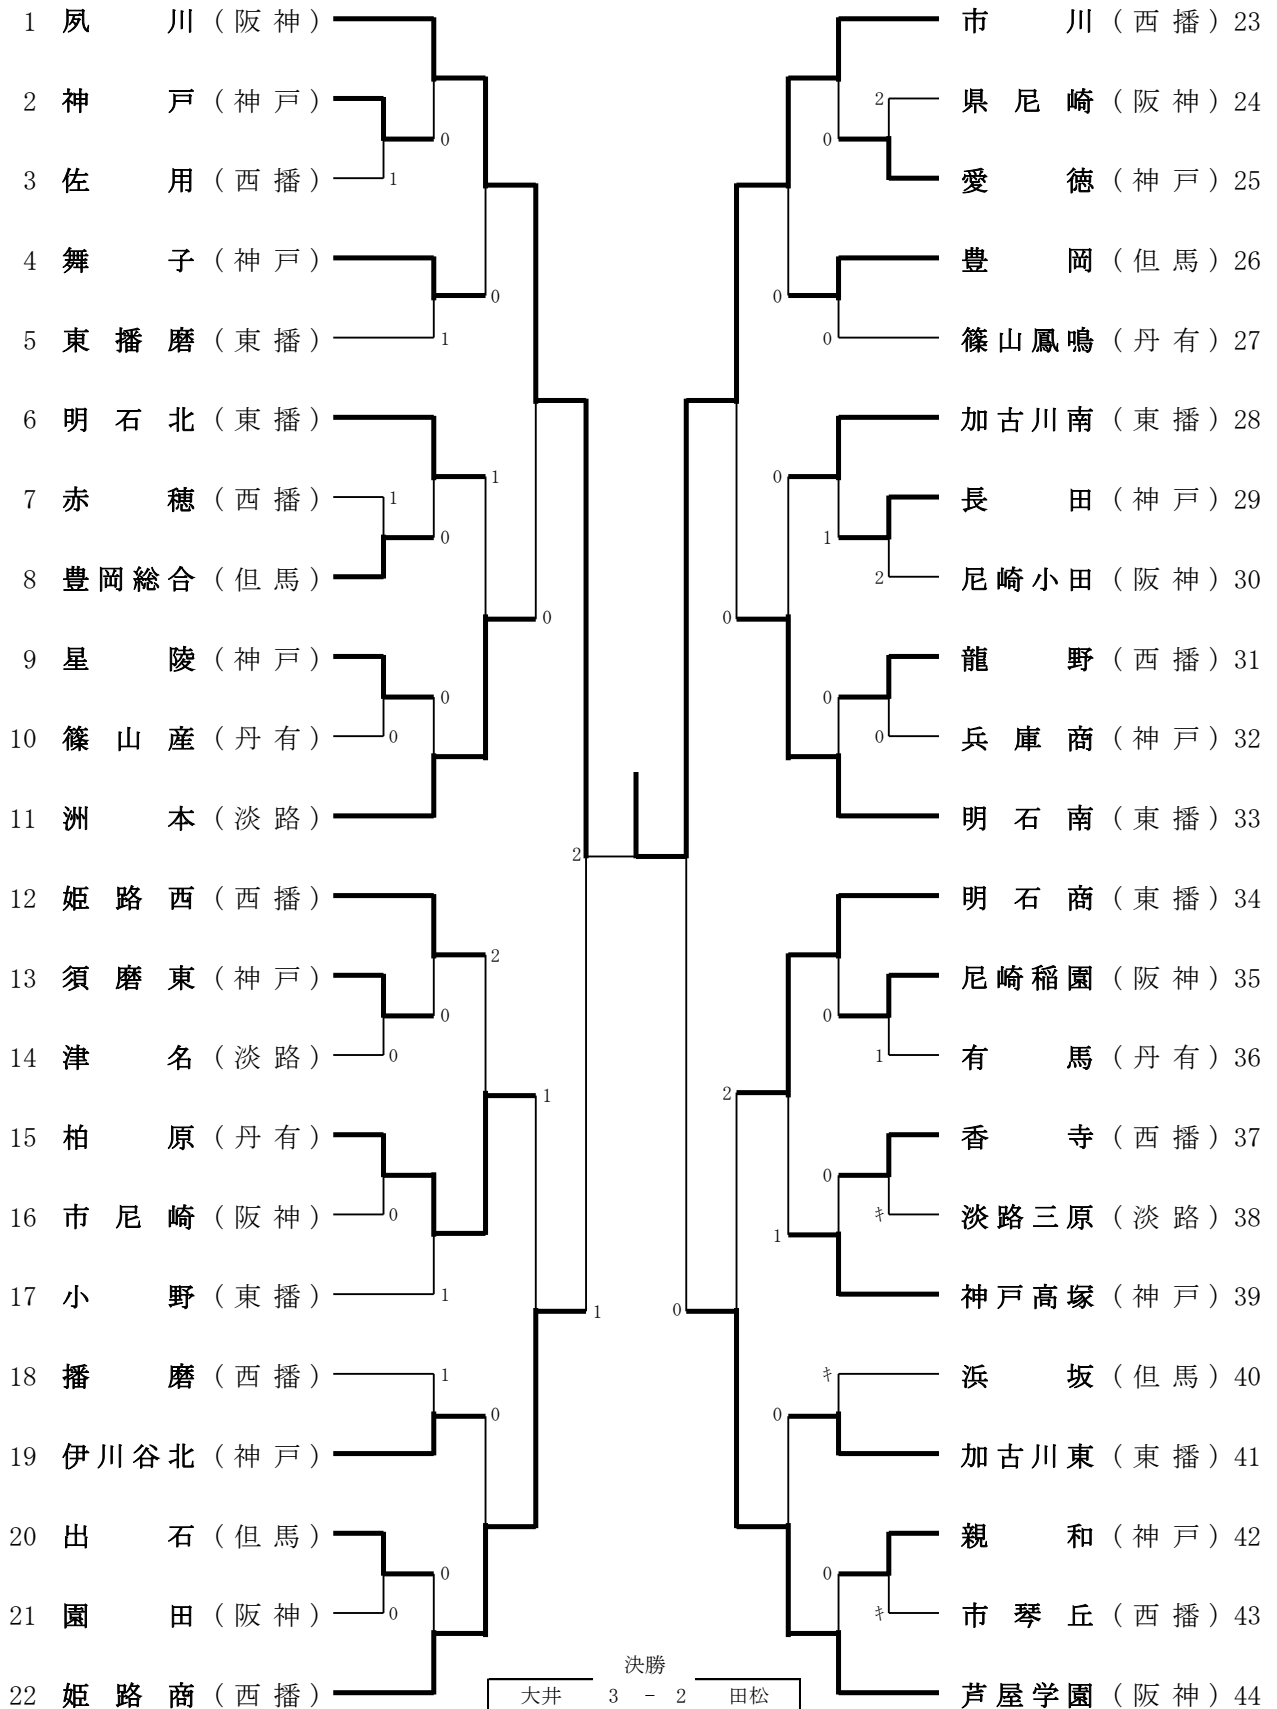 1 夙川 (阪神)
2 神戸 (神戸)
0
3 佐用 (西播) 1
4 舞子 (神戸)
0
5 東播磨 (東播) 1
6 明石北 (東播)
1
7 赤穂 (西播) 1
0
8 豊岡総合 (但馬)
0
9 星陵 (神戸)
0
10 篠山産 (丹有) 0
11 洲本 (淡路)
2
12 姫路西 (西播)
2
13 須磨東 (神戸)
0
14 津名 (淡路) 0
1
15 柏原 (丹有)
16 市尼崎 (阪神) 0
17 小野 (東播) 1
1
18 播磨 (西播) 1
0
19 伊川谷北 (神戸)
20 出石 (但馬)
0
21 園田 (阪神) 0
22 姫路商 (西播)
市川 (西播) 23
2 県尼崎 (阪神) 24
0
愛徳 (神戸) 25
豊岡 (但馬) 26
0
0 篠山鳳鳴 (丹有) 27
加古川南 (東播) 28
0
長田 (神戸) 29
1
2 尼崎小田 (阪神) 30
0
龍野 (西播) 31
0
0 兵庫商 (神戸) 32
明石南 (東播) 33
明石商 (東播) 34
尼崎稲園 (阪神) 35
0
1 有馬 (丹有) 36
2
香寺 (西播) 37
0
キ 淡路三原 (淡路) 38
1
神戸高塚 (神戸) 39
0
キ 浜坂 (但馬) 40
0
加古川東 (東播) 41
親和 (神戸) 42
0
キ 市琴丘 (西播) 43
芦屋学園 (阪神) 44
決勝
大井 3 - 2 田松